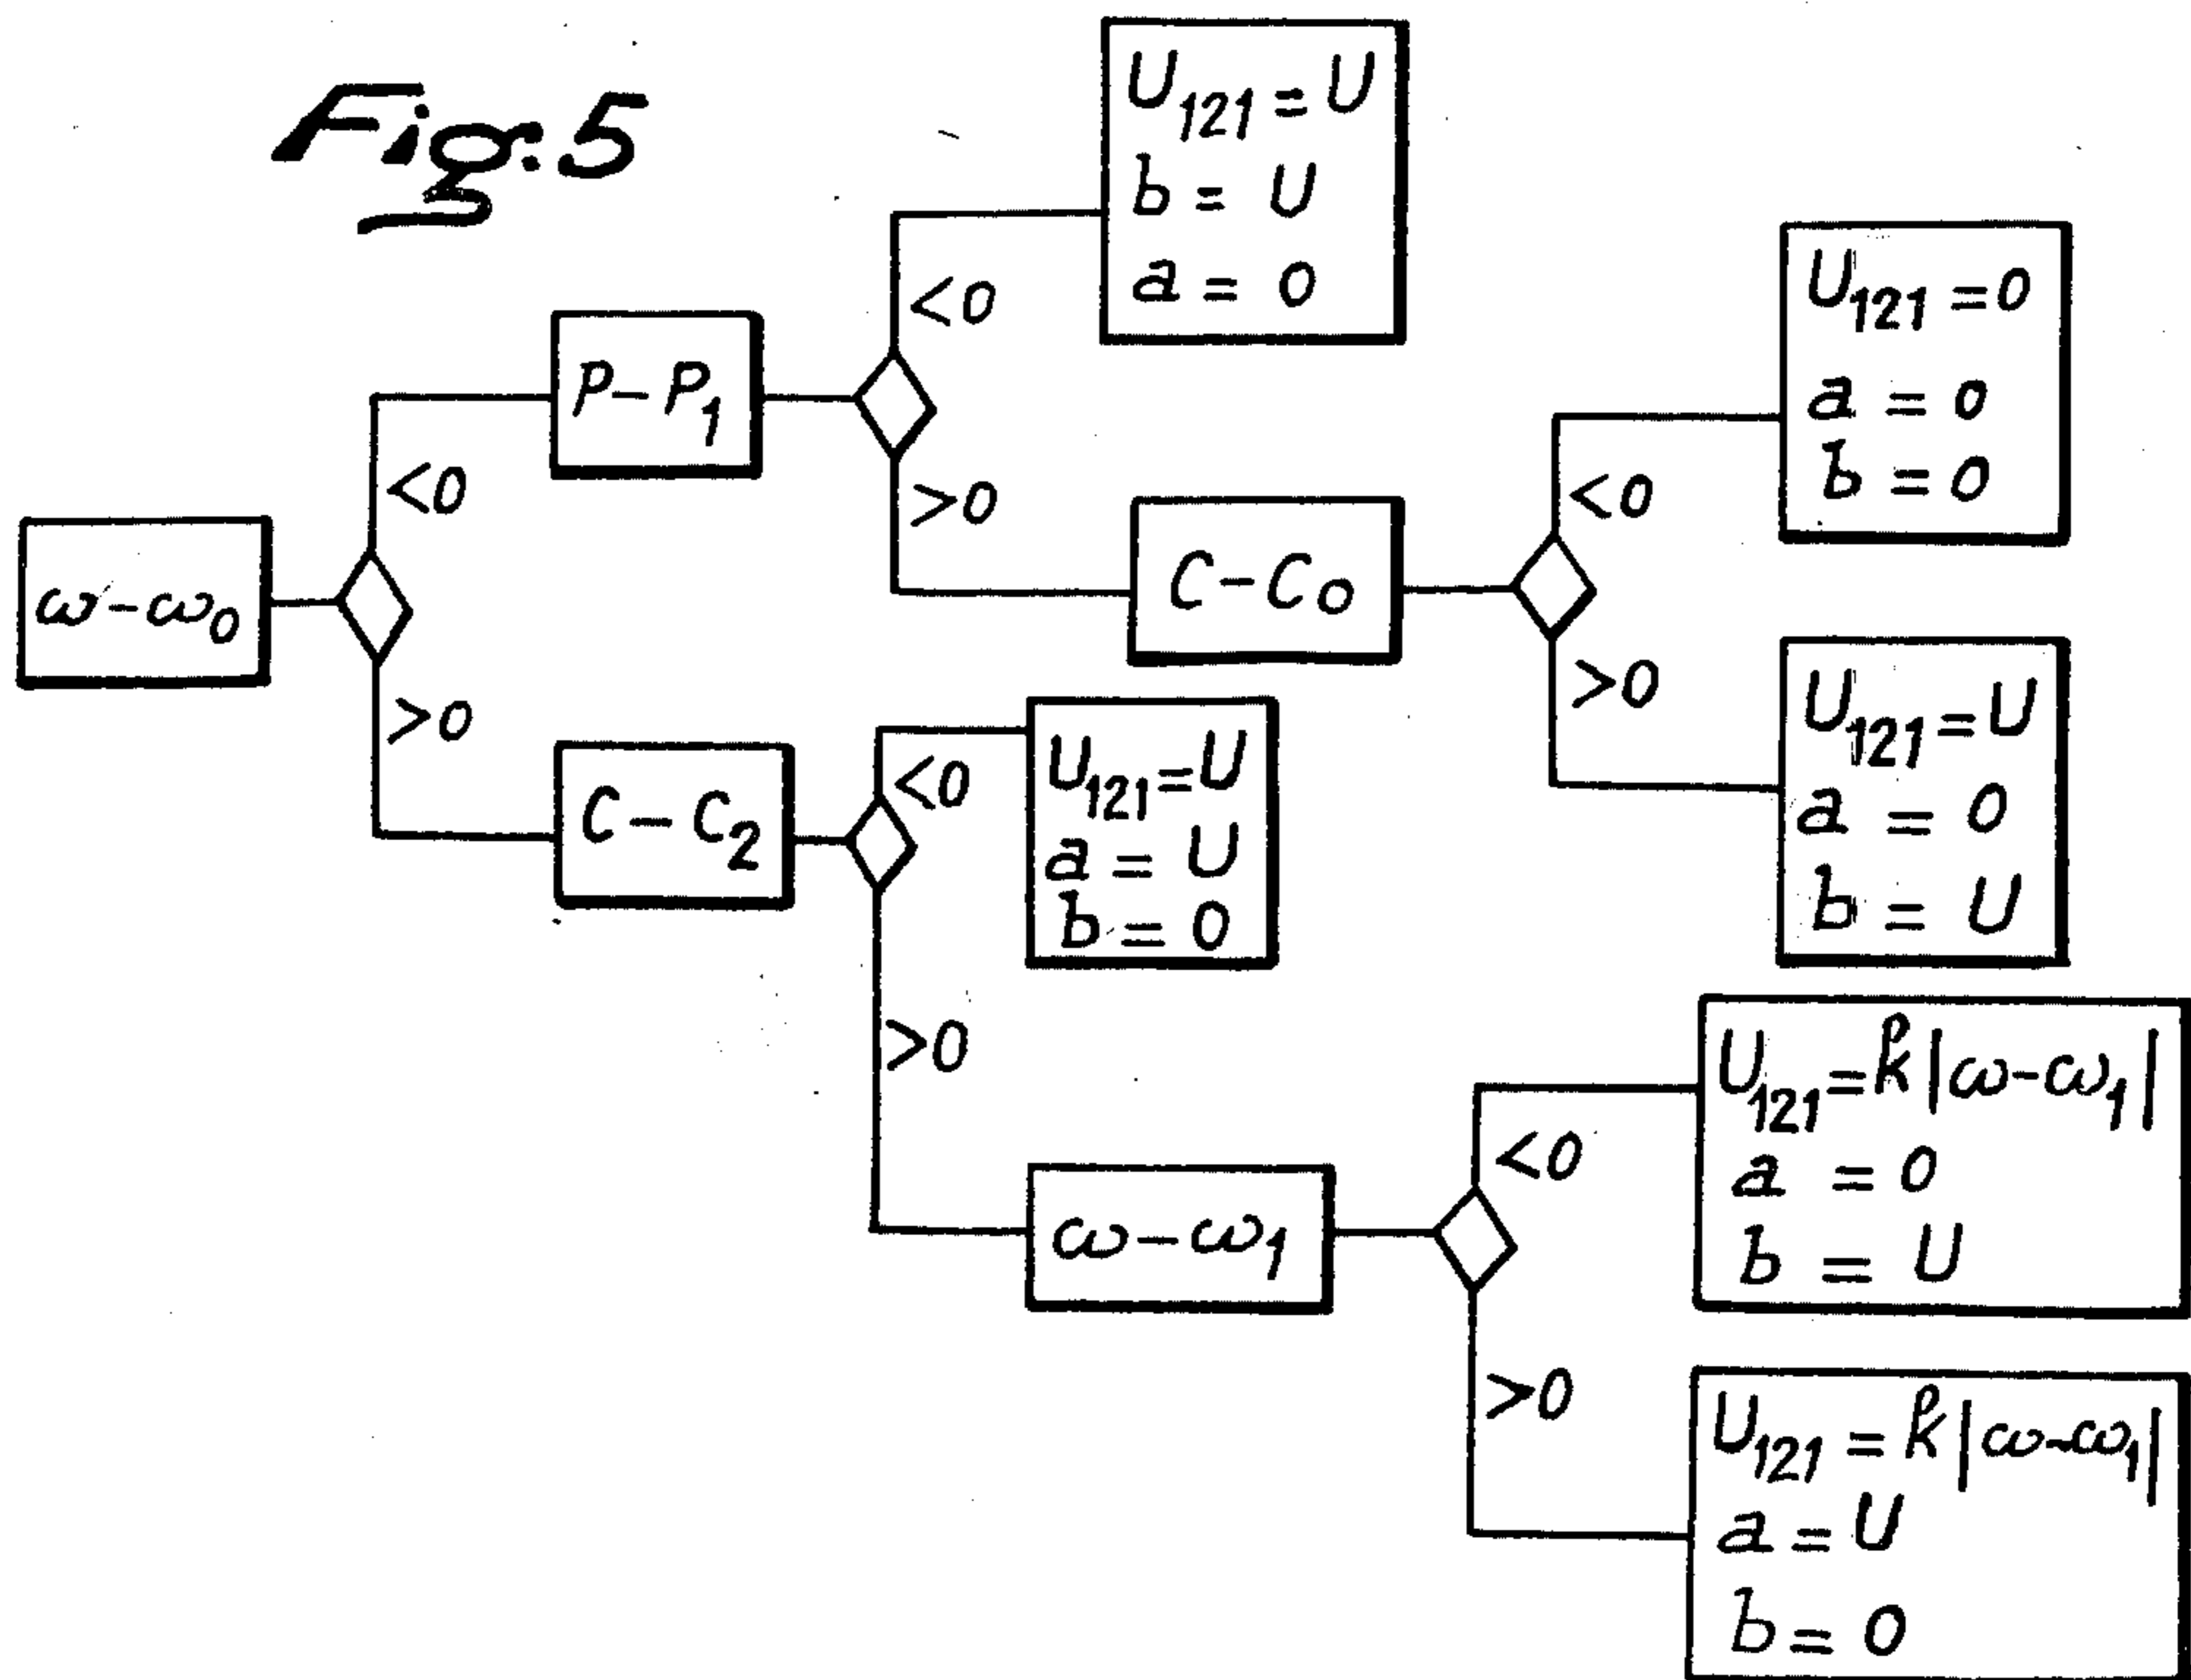 Fig. 5
U₁₂₁ = U
b = U
a = 0
<0
P-P₁
>0
<0
ω-ω₀
>0
C-C₀
<0
U₁₂₁ = 0
a = 0
b = 0
>0
U₁₂₁ = U
a = 0
b = U
C-C₂
<0
U₁₂₁ = U
a = U
b = 0
>0
ω-ω₁
<0
U₁₂₁ = k|ω-ω₁|
a = 0
b = U
>0
U₁₂₁ = k|ω-ω₁|
a = U
b = 0